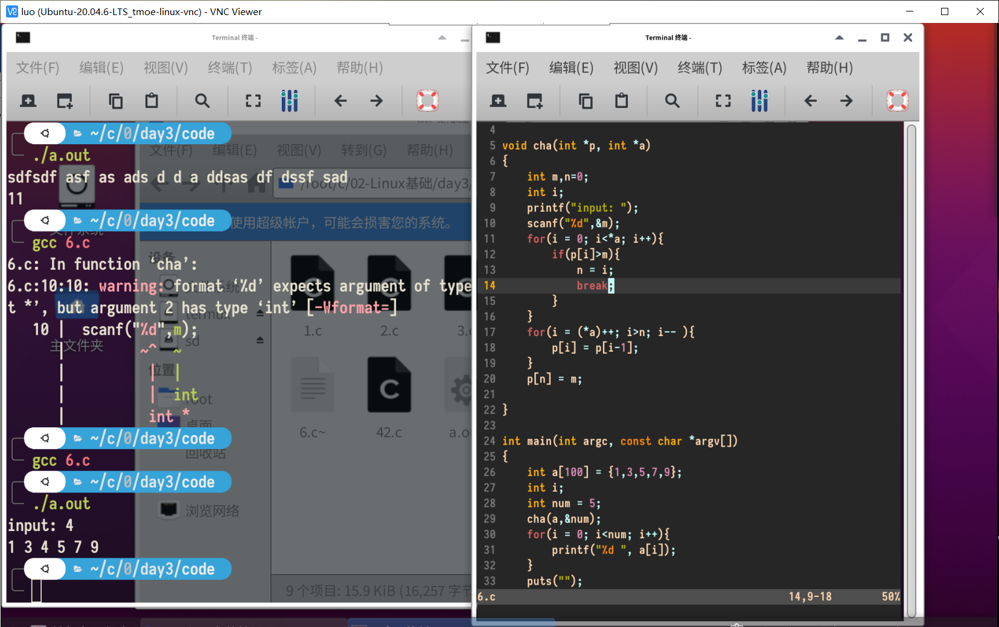 luo (Ubuntu-20.04.6-LTS_tmoe-linux-vnc) - VNC Viewer
Terminal 终端 -
文件(F) 编辑(E) 视图(V) 终端(T) 标签(A) 帮助(H)
~/c/0/day3/code
./a.out
sdfsdf asf as ads d d a ddsas df dssf sad
11
~/c/0/day3/code
gcc 6.c
6.c: In function ‘cha’:
6.c:10:10: warning: format ‘%d’ expects argument of type
t *’, but argument 2 has type ‘int’ [-Wformat=]
10 | scanf("%d",m);
| ~^ ~
| | |
| | int
| int *
~/c/0/day3/code
gcc 6.c
~/c/0/day3/code
./a.out
input: 4
1 3 4 5 7 9
~/c/0/day3/code
文件(F) 编辑(E) 视图(V) 转到(G) 帮助(H)
/root/c/02-Linux基础/day3/
使用超级帐户，可能会损害您的系统。
文件系统
主文件夹
设备
文件系统
termux
sd
位置
root
桌面
回收站
浏览网络
1.c 2.c 3.c
6.c~ 42.c a.o
9 个项目: 15.9 KiB (16,257 字节
Terminal 终端 -
文件(F) 编辑(E) 视图(V) 终端(T) 标签(A) 帮助(H)
4
5 void cha(int *p, int *a)
6 {
7 int m,n=0;
8 int i;
9 printf("input: ");
10 scanf("%d",&m);
11 for(i = 0; i<*a; i++){
12 if(p[i]>m){
13 n = i;
14 break;
15 }
16 }
17 for(i = (*a)++; i>n; i-- ){
18 p[i] = p[i-1];
19 }
20 p[n] = m;
21
22 }
23
24 int main(int argc, const char *argv[])
25 {
26 int a[100] = {1,3,5,7,9};
27 int i;
28 int num = 5;
29 cha(a,&num);
30 for(i = 0; i<num; i++){
31 printf("%d ", a[i]);
32 }
33 puts("");
6.c 14,9-18 50%